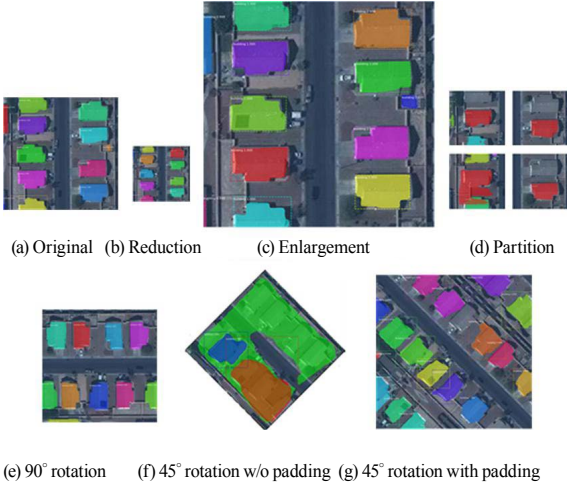 (a) Original (b) Reduction (c) Enlargement (d) Partition
(e) 90° rotation (f) 45° rotation w/o padding (g) 45° rotation with padding